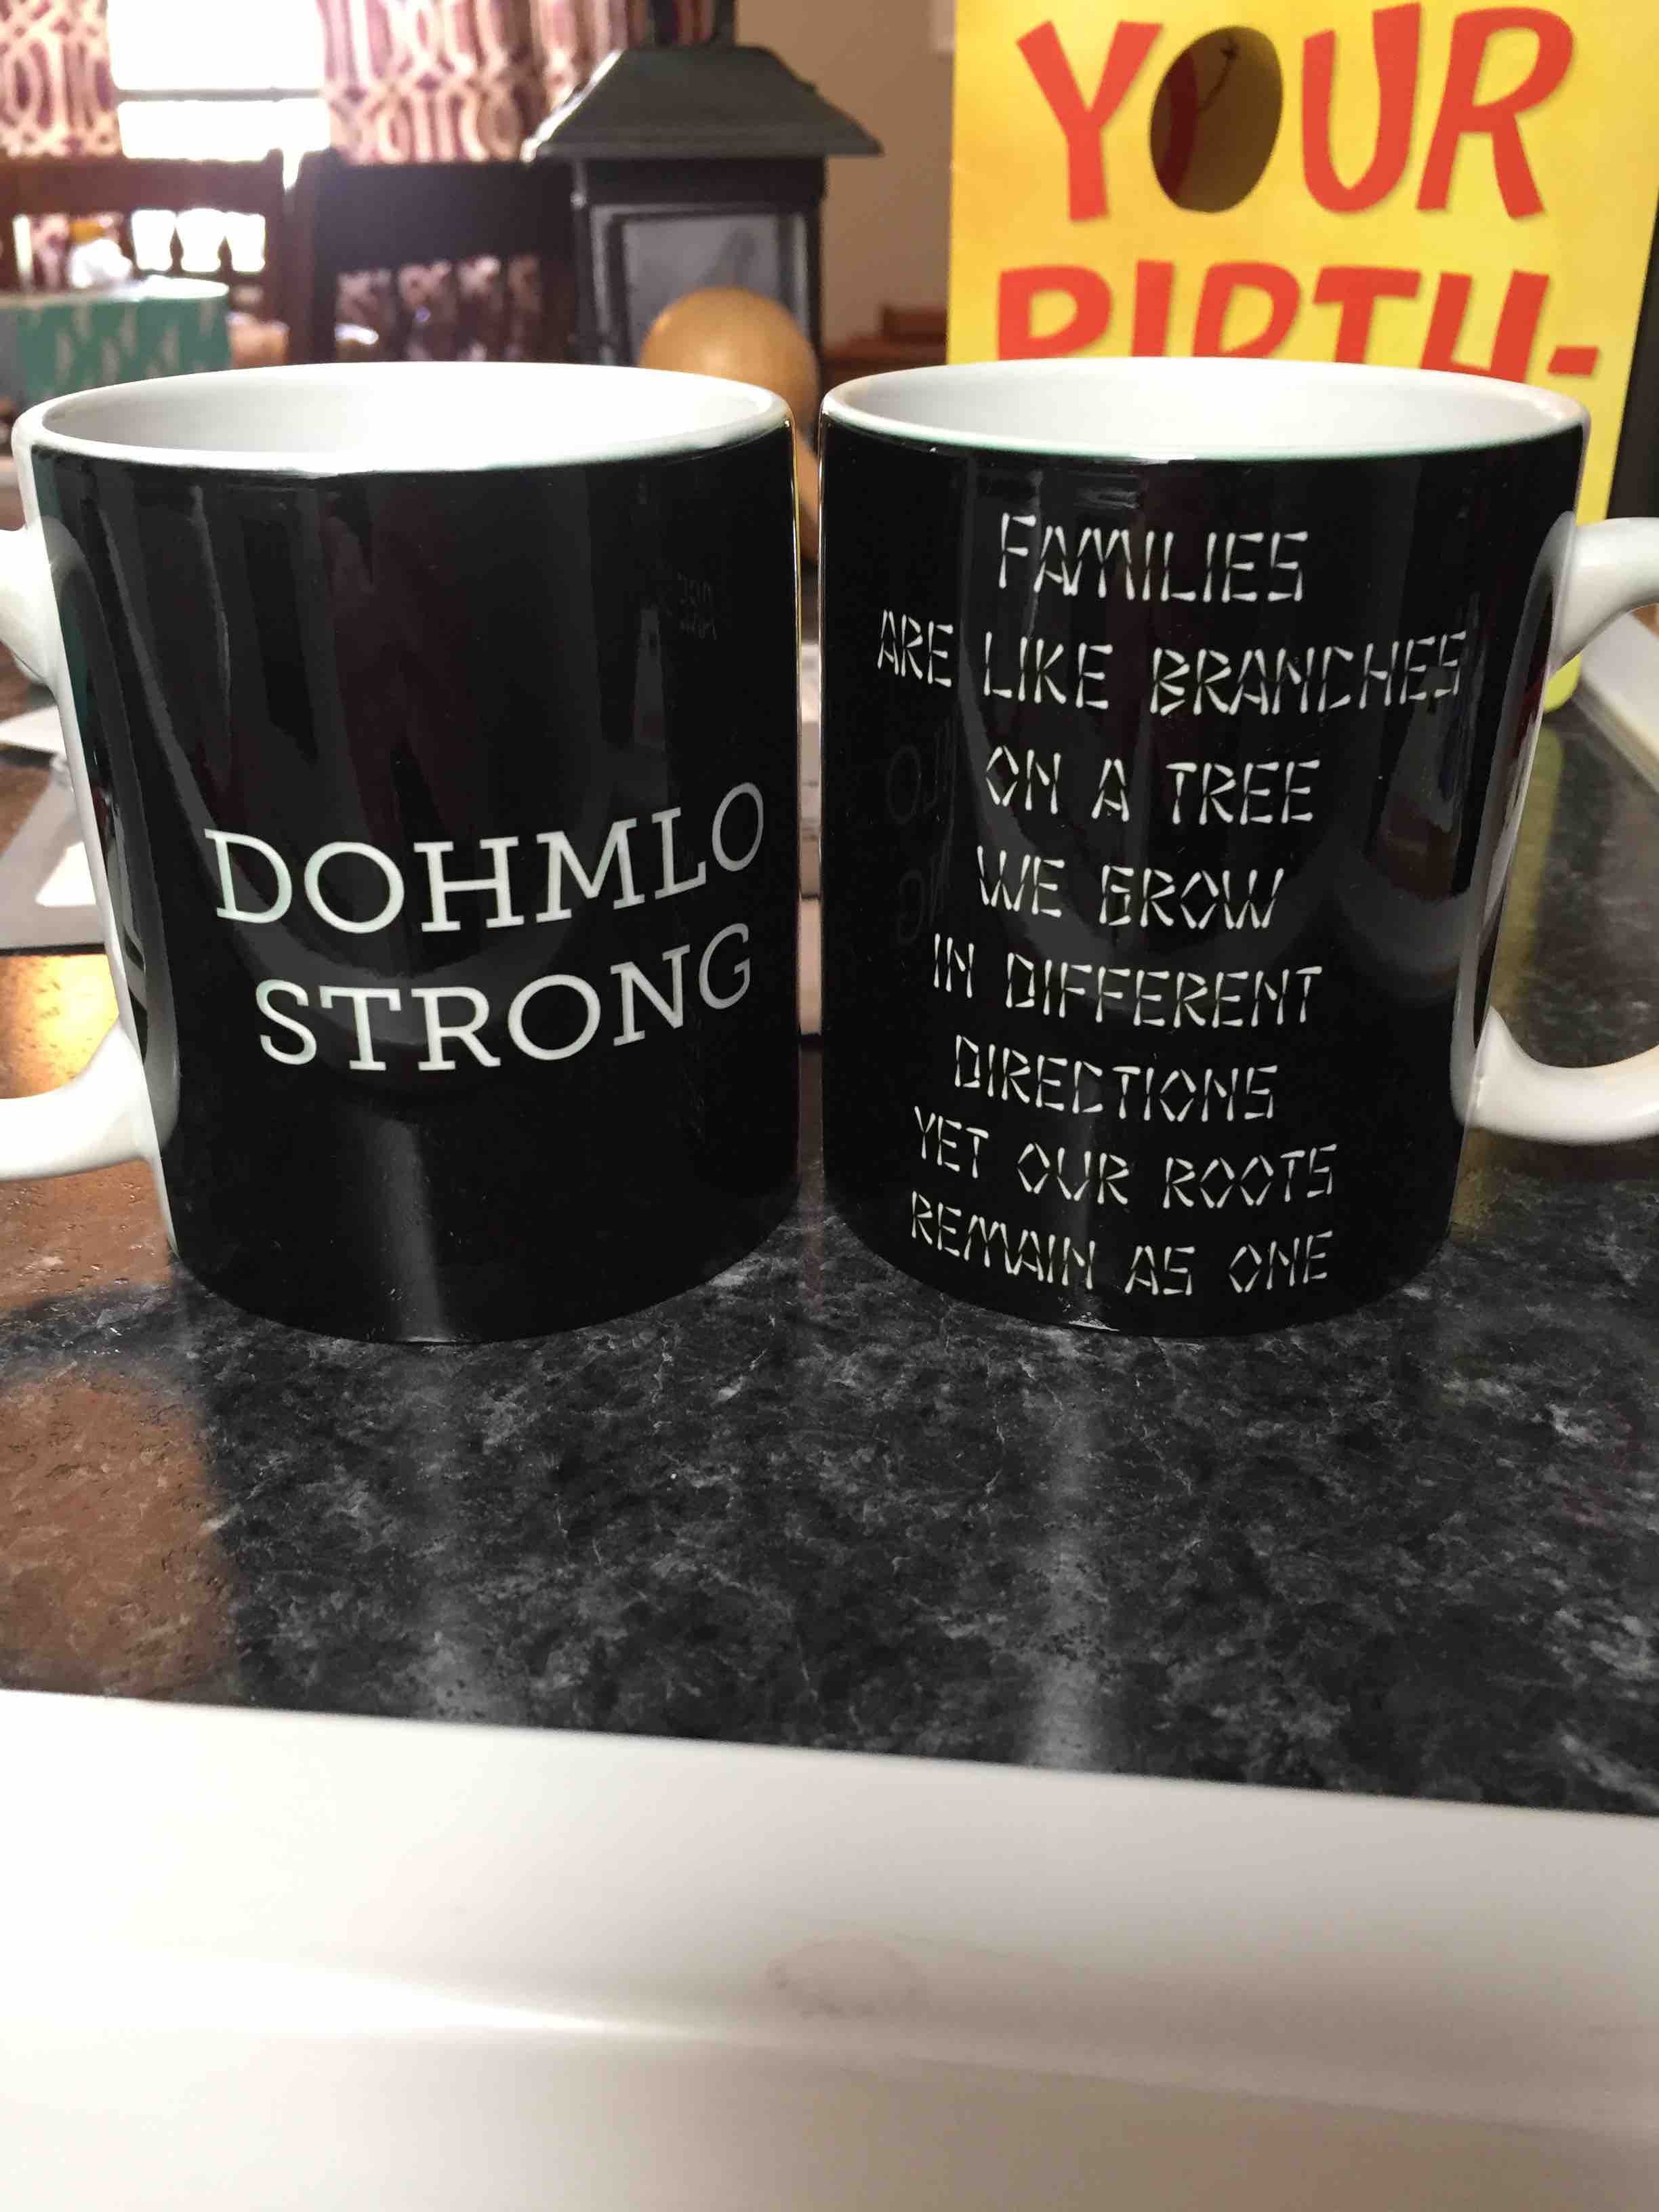 YOUR
BIRTH-
DOHMLO
STRONG
FAMILIES
ARE LIKE BRANCHES
ON A TREE
WE GROW
IN DIFFERENT
DIRECTIONS
YET OUR ROOTS
REMAIN AS ONE